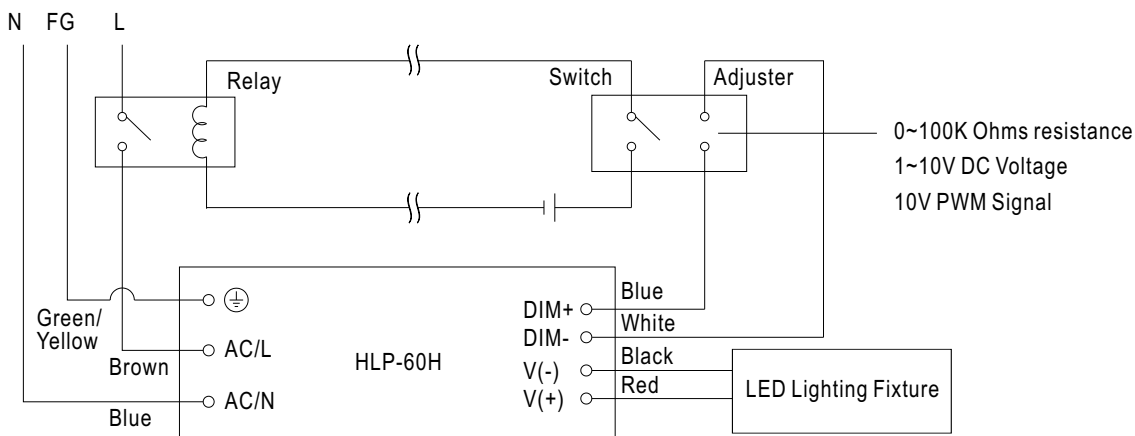 N FG L
Relay
Switch
Adjuster
0~100K Ohms resistance
1~10V DC Voltage
10V PWM Signal
Green/
Yellow
Brown
Blue
AC/L
AC/N
HLP-60H
DIM+
DIM-
V(-)
V(+)
Blue
White
Black
Red
LED Lighting Fixture